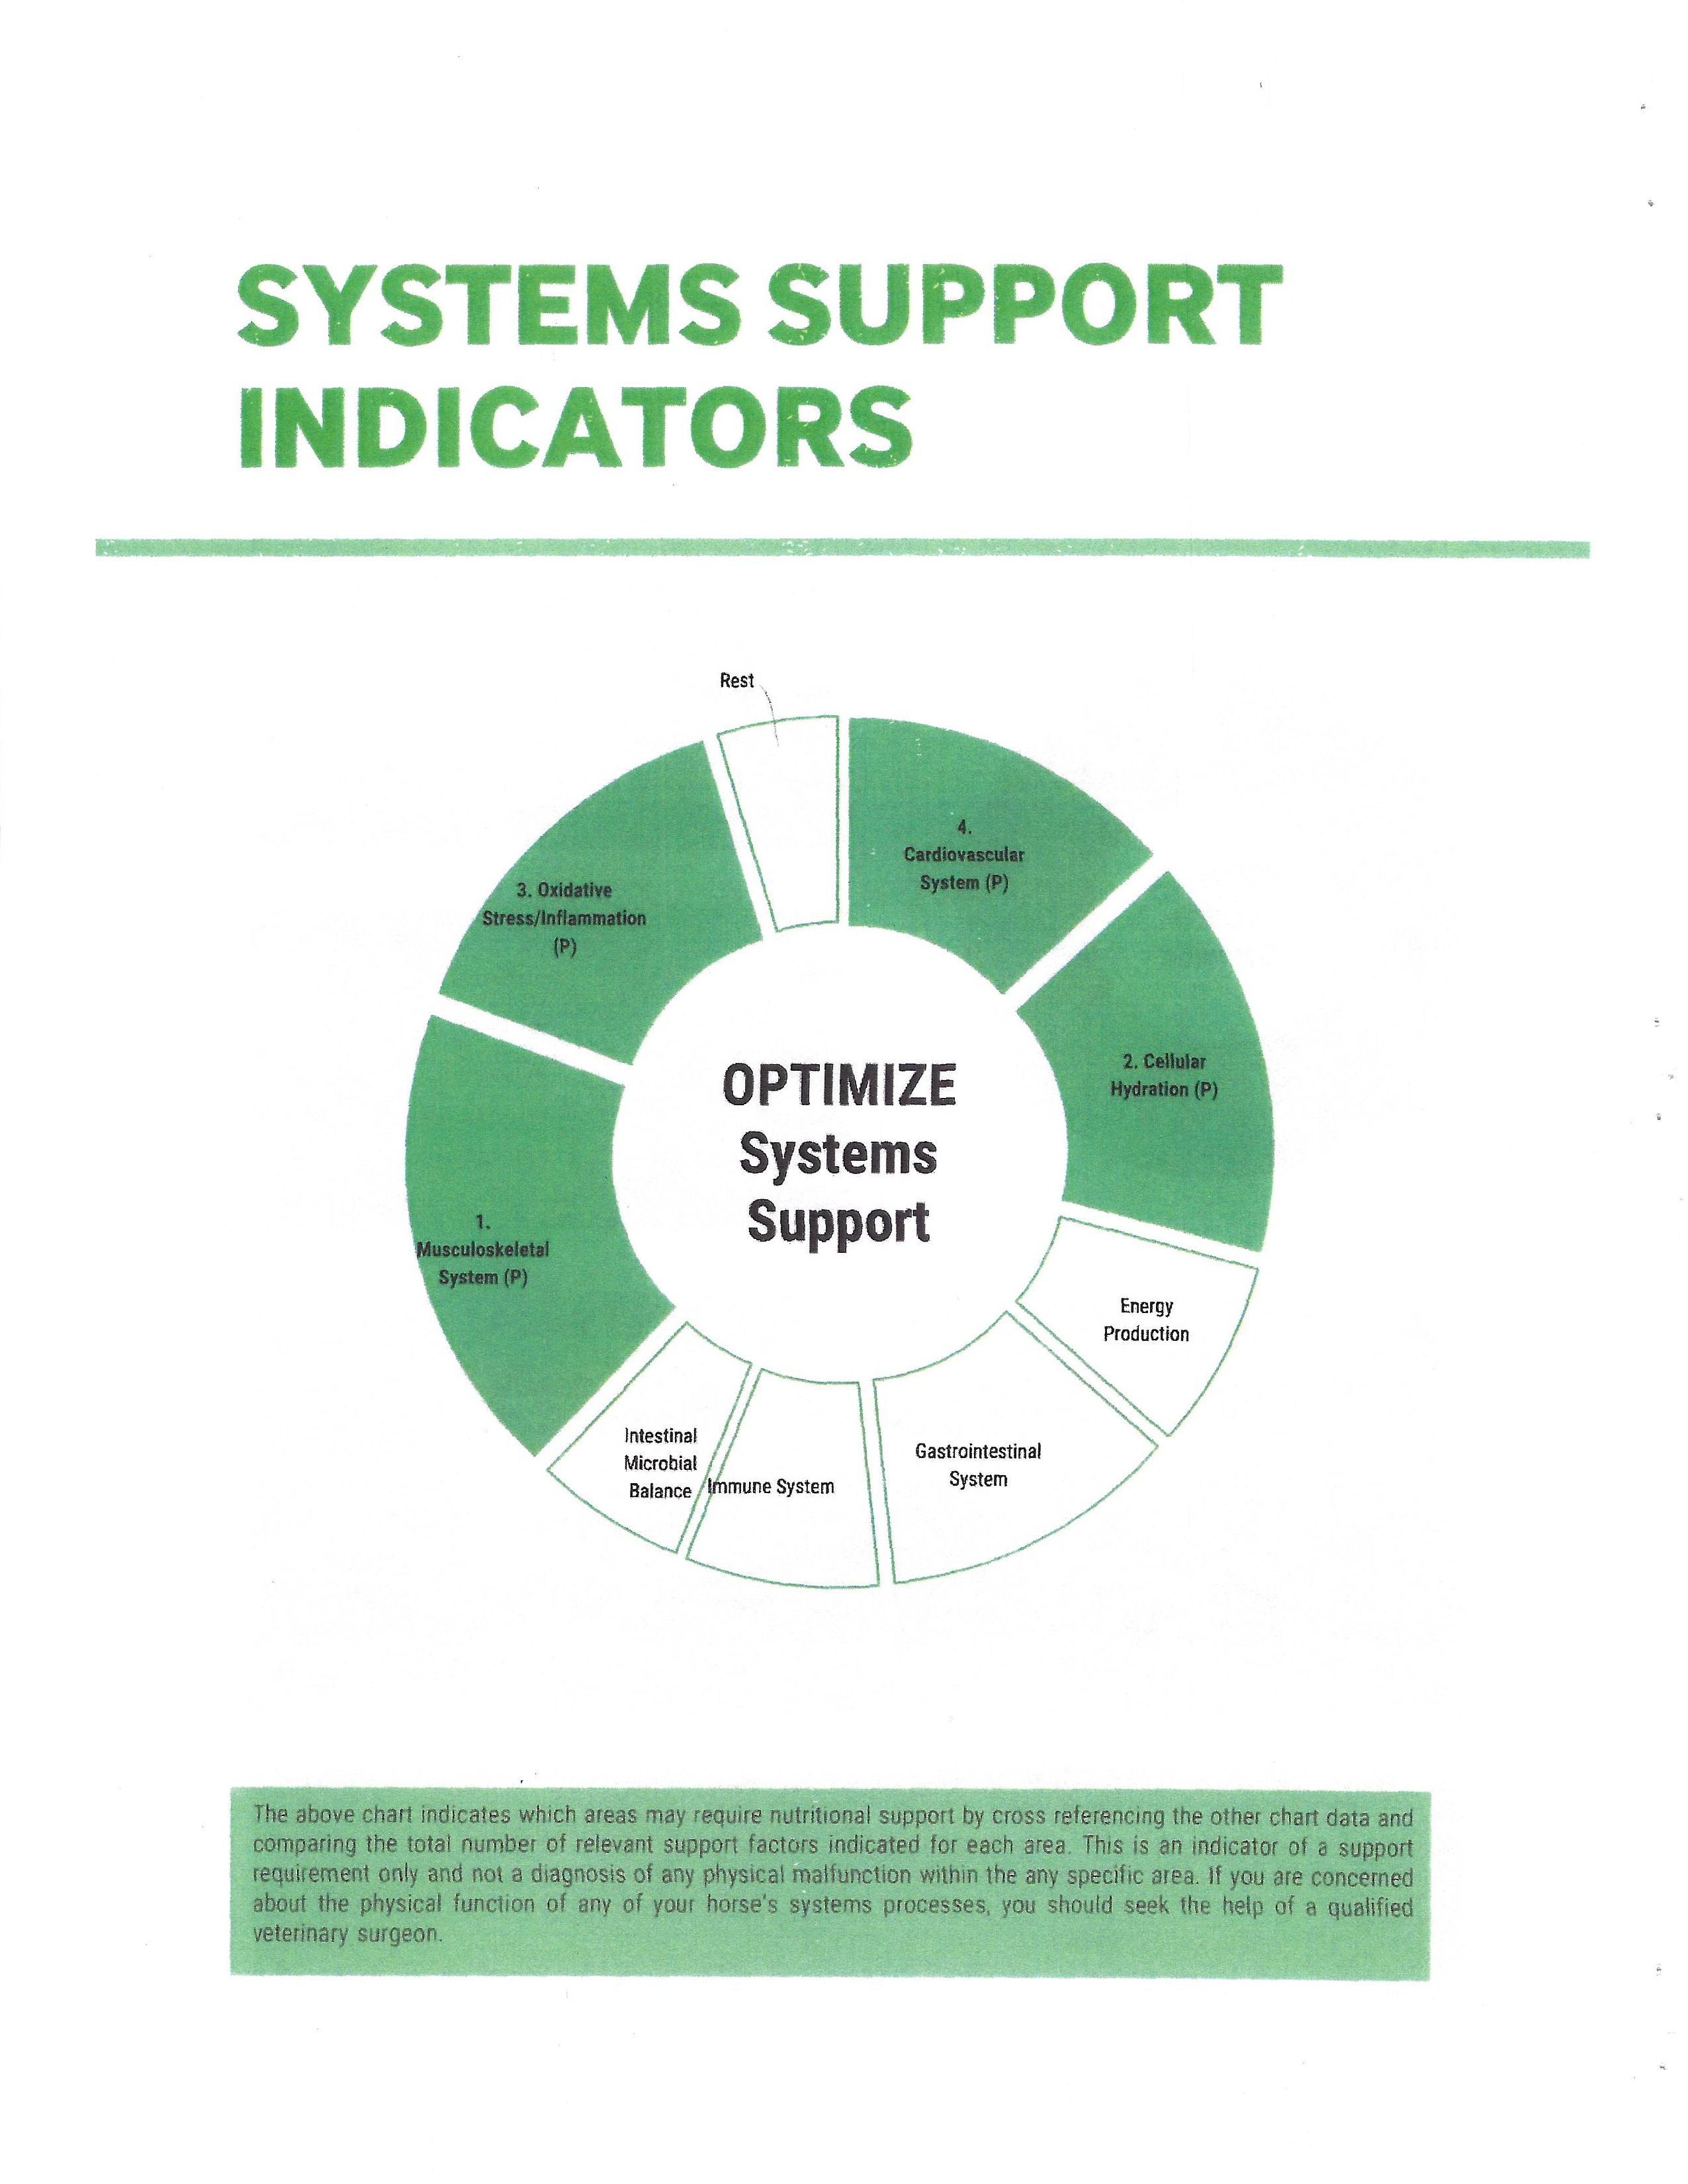 SYSTEMS SUPPORT
INDICATORS
Rest
4.
Cardiovascular
System (P)
3. Oxidative
Stress/Inflammation
(P)
2. Cellular
Hydration (P)
OPTIMIZE
Systems
Support
1.
Musculoskeletal
System (P)
Energy
Production
Intestinal
Microbial
Balance
Immune System
Gastrointestinal
System
The above chart indicates which areas may require nutritional support by cross referencing the other chart data and
comparing the total number of relevant support factors indicated for each area. This is an indicator of a support
requirement only and not a diagnosis of any physical malfunction within the any specific area. If you are concerned
about the physical function of any of your horse's systems processes, you should seek the help of a qualified
veterinary surgeon.